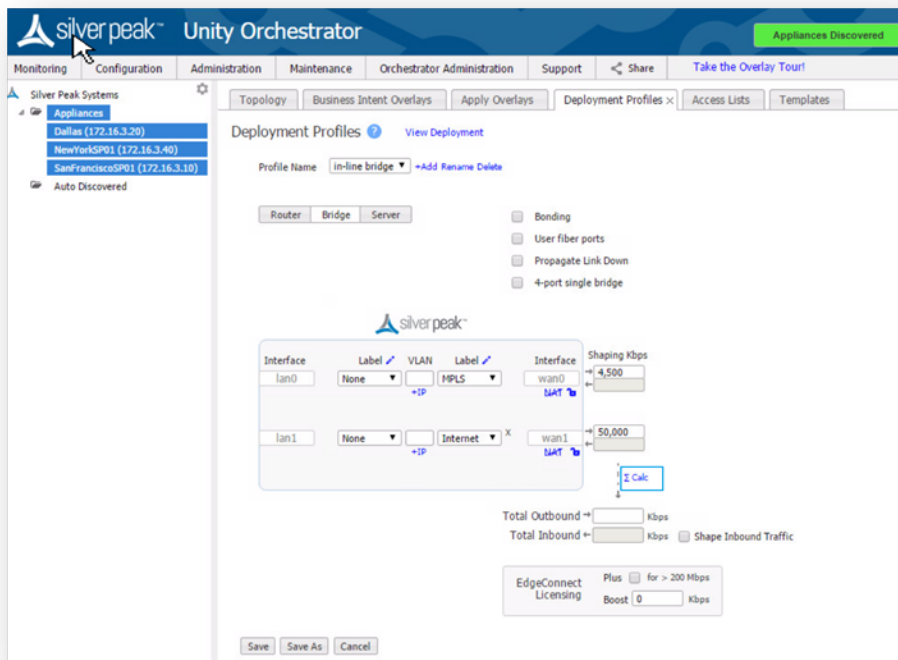 silver peak™ Unity Orchestrator
Appliances Discovered
Monitoring Configuration Administration Maintenance Orchestrator Administration Support Share Take the Overlay Tour!
Silver Peak Systems
Appliances
Dallas (172.16.3.20)
NewYorkSP01 (172.16.3.40)
SanFranciscoSP01 (172.16.3.10)
Auto Discovered
Topology Business Intent Overlays Apply Overlays Deployment Profiles × Access Lists Templates
Deployment Profiles ? View Deployment
Profile Name in-line bridge +Add Rename Delete
Router Bridge Server
Bonding
User fiber ports
Propagate Link Down
4-port single bridge
silver peak™
Interface Label VLAN Label Interface Shaping Kbps
lan0 None MPLS wan0 4,500
+IP NAT
lan1 None Internet x wan1 50,000
+IP NAT
Σ Calc
Total Outbound Kbps
Total Inbound Kbps Shape Inbound Traffic
EdgeConnect Licensing
Plus for > 200 Mbps
Boost 0 Kbps
Save Save As Cancel